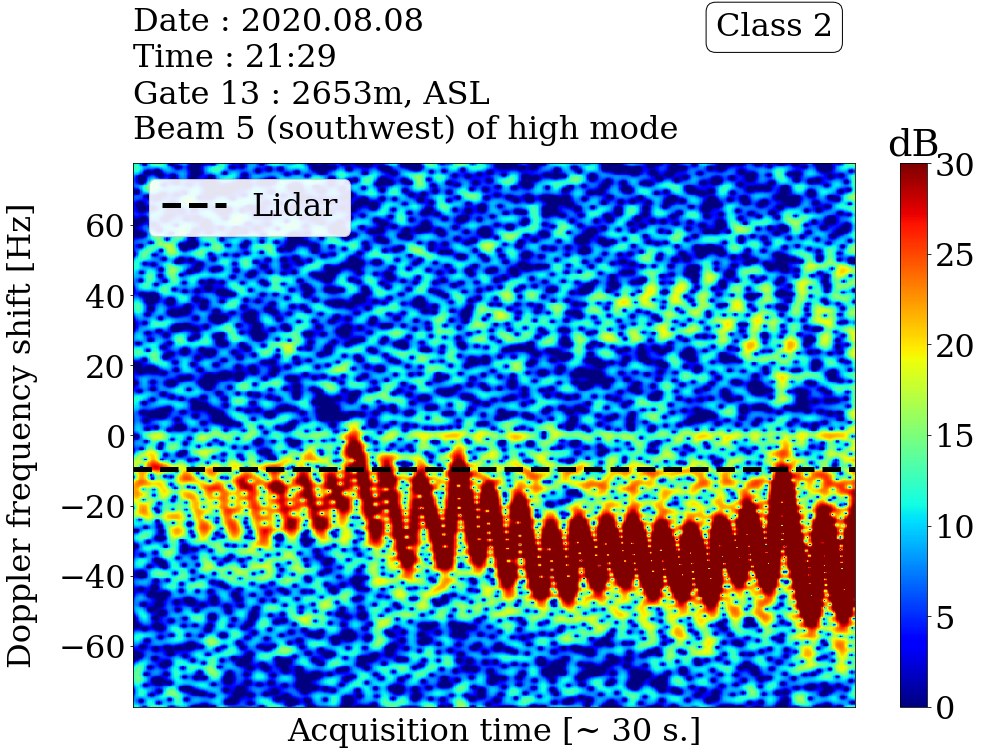 Date : 2020.08.08
Time : 21:29
Gate 13 : 2653m, ASL
Beam 5 (southwest) of high mode
Class 2
dB
Lidar
Doppler frequency shift [Hz]
60
40
20
0
−20
−40
−60
30
25
20
15
10
5
0
Acquisition time [~ 30 s.]